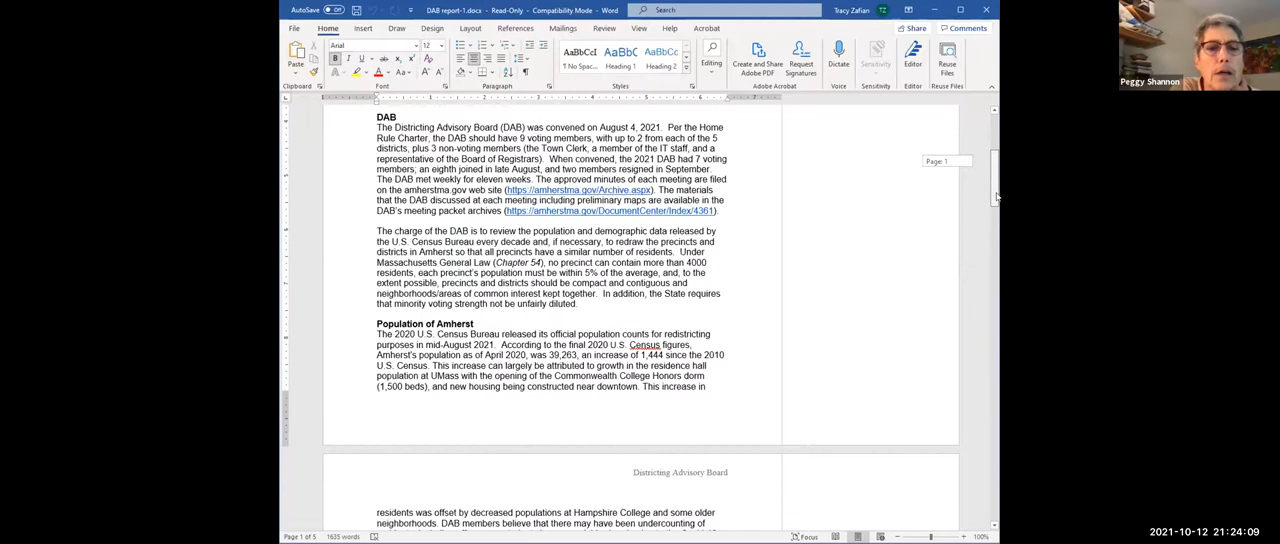 AutoSave Off DAB report-1.docx - Read-Only - Compatibility Mode - Word Search Tracy Zafian TZ
File Home Insert Draw Design Layout References Mailings Review View Help Acrobat Share Comments
Paste Arial 12 AaBbCcI AaBbC AaBbCc Editing Create and Share Adobe PDF Request Signatures Dictate Sensitivity Editor Reuse Files
¶ No Spac... Heading 1 Heading 2
Clipboard Font Paragraph Styles Adobe Acrobat Voice Sensitivity Editor Reuse Files
Peggy Shannon
DAB
The Districting Advisory Board (DAB) was convened on August 4, 2021. Per the Home
Rule Charter, the DAB should have 9 voting members, with up to 2 from each of the 5
districts, plus 3 non-voting members (the Town Clerk, a member of the IT staff, and a
representative of the Board of Registrars). When convened, the 2021 DAB had 7 voting
members; an eighth joined in late August, and two members resigned in September.
The DAB met weekly for eleven weeks. The approved minutes of each meeting are filed
on the amherstma.gov web site (https://amherstma.gov/Archive.aspx). The materials
that the DAB discussed at each meeting including preliminary maps are available in the
DAB's meeting packet archives (https://amherstma.gov/DocumentCenter/Index/4361).
Page: 1
The charge of the DAB is to review the population and demographic data released by
the U.S. Census Bureau every decade and, if necessary, to redraw the precincts and
districts in Amherst so that all precincts have a similar number of residents. Under
Massachusetts General Law (Chapter 54), no precinct can contain more than 4000
residents, each precinct's population must be within 5% of the average, and, to the
extent possible, precincts and districts should be compact and contiguous and
neighborhoods/areas of common interest kept together. In addition, the State requires
that minority voting strength not be unfairly diluted.
Population of Amherst
The 2020 U.S. Census Bureau released its official population counts for redistricting
purposes in mid-August 2021. According to the final 2020 U.S. Census figures,
Amherst's population as of April 2020, was 39,263, an increase of 1,444 since the 2010
U.S. Census. This increase can largely be attributed to growth in the residence hall
population at UMass with the opening of the Commonwealth College Honors dorm
(1,500 beds), and new housing being constructed near downtown. This increase in
Districting Advisory Board
residents was offset by decreased populations at Hampshire College and some older
neighborhoods. DAB members believe that there may have been undercounting of
Page 1 of 5 1635 words Focus 100%
2021-10-12 21:24:09